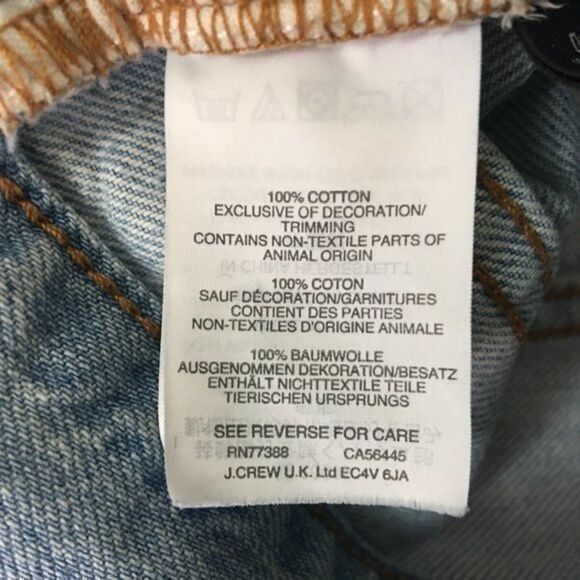 100% COTTON
EXCLUSIVE OF DECORATION/
TRIMMING
CONTAINS NON-TEXTILE PARTS OF
ANIMAL ORIGIN
100% COTON
SAUF DÉCORATION/GARNITURES
CONTIENT DES PARTIES
NON-TEXTILES D'ORIGINE ANIMALE
100% BAUMWOLLE
AUSGENOMMEN DEKORATION/BESATZ
ENTHÄLT NICHTTEXTILE TEILE
TIERISCHEN URSPRUNGS
SEE REVERSE FOR CARE
RN77388 CA56445
J.CREW U.K. Ltd EC4V 6JA